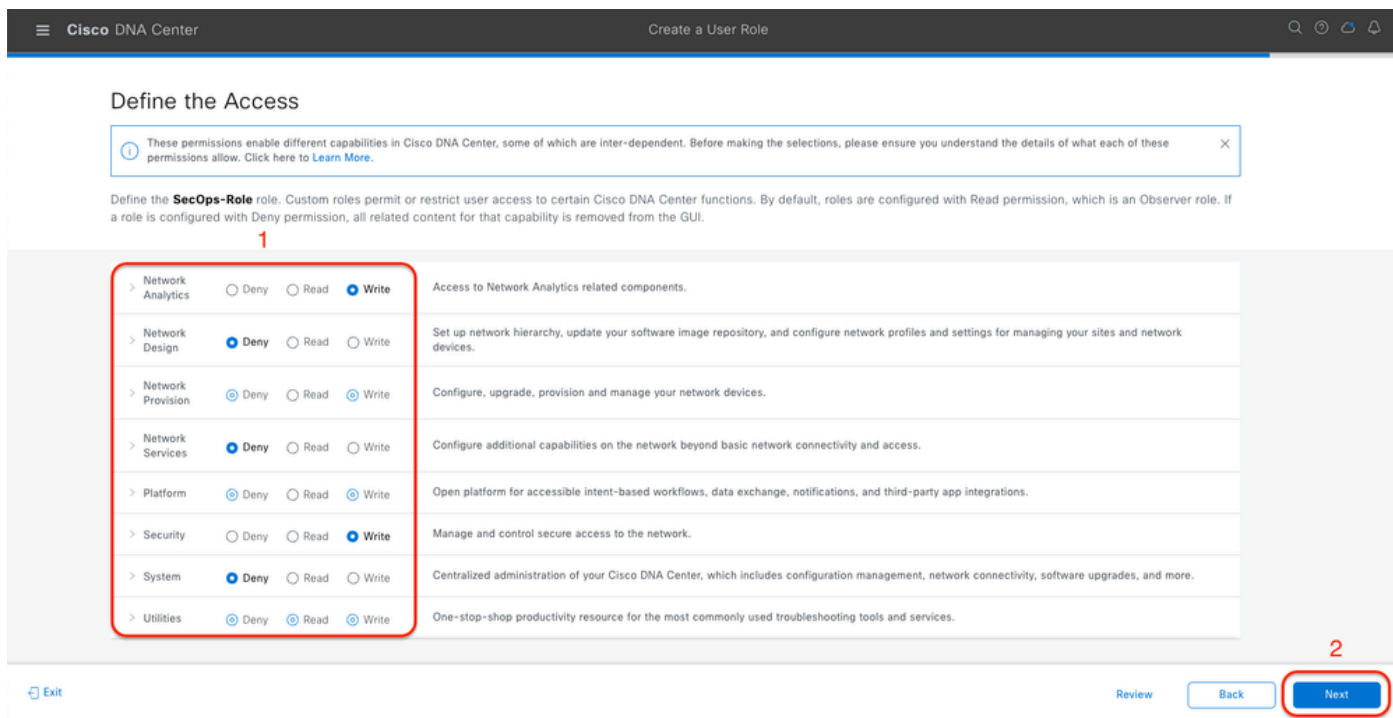 Cisco DNA Center
Create a User Role
Define the Access
These permissions enable different capabilities in Cisco DNA Center, some of which are inter-dependent. Before making the selections, please ensure you understand the details of what each of these
permissions allow. Click here to Learn More.
Define the SecOps-Role role. Custom roles permit or restrict user access to certain Cisco DNA Center functions. By default, roles are configured with Read permission, which is an Observer role. If
a role is configured with Deny permission, all related content for that capability is removed from the GUI.
1
Network
Analytics
Deny Read Write
Access to Network Analytics related components.
Network
Design
Deny Read Write
Set up network hierarchy, update your software image repository, and configure network profiles and settings for managing your sites and network
devices.
Network
Provision
Deny Read Write
Configure, upgrade, provision and manage your network devices.
Network
Services
Deny Read Write
Configure additional capabilities on the network beyond basic network connectivity and access.
Platform Deny Read Write
Open platform for accessible intent-based workflows, data exchange, notifications, and third-party app integrations.
Security Deny Read Write
Manage and control secure access to the network.
System Deny Read Write
Centralized administration of your Cisco DNA Center, which includes configuration management, network connectivity, software upgrades, and more.
Utilities Deny Read Write
One-stop-shop productivity resource for the most commonly used troubleshooting tools and services.
2
Exit
Review
Back
Next